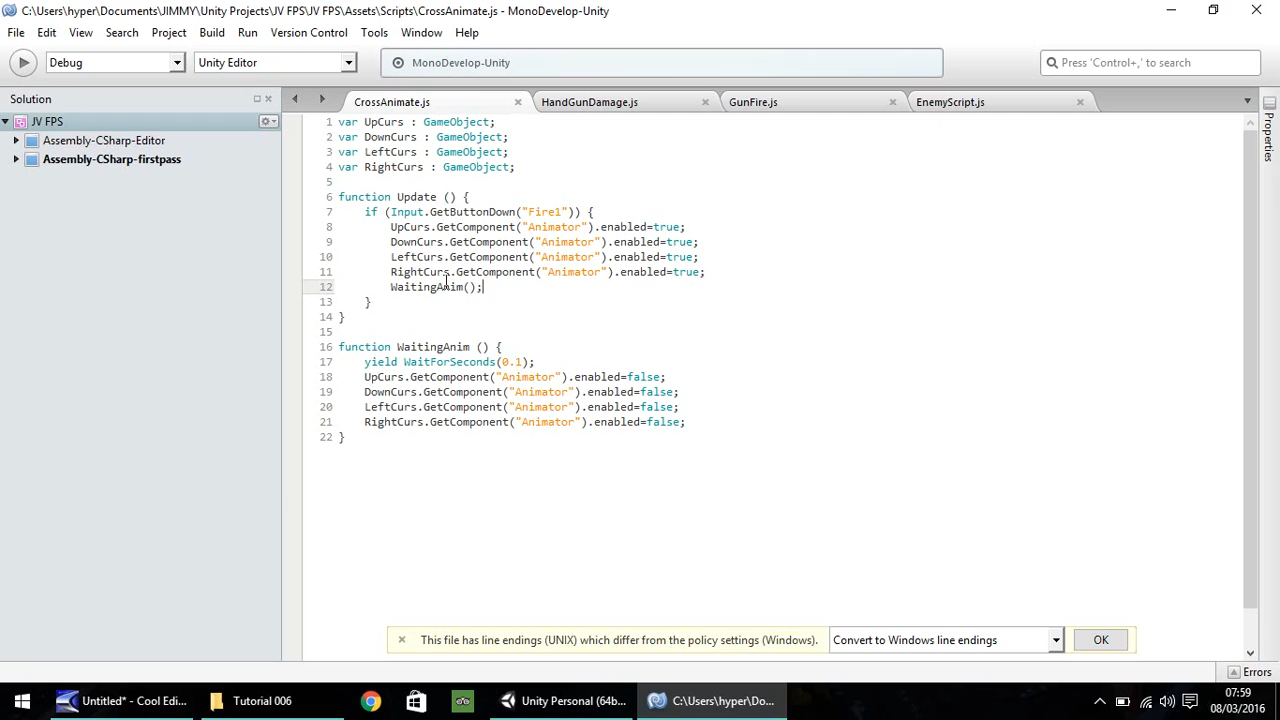 C:\Users\hyper\Documents\JIMMY\Unity Projects\JV FPS\JV FPS\Assets\Scripts\CrossAnimate.js - MonoDevelop-Unity
File Edit View Search Project Build Run Version Control Tools Window Help
Debug Unity Editor MonoDevelop-Unity Press 'Control+,' to search
Solution CrossAnimate.js HandGunDamage.js GunFire.js EnemyScript.js
JV FPS
Assembly-CSharp-Editor
Assembly-CSharp-firstpass
Properties
1 var UpCurs : GameObject;
2 var DownCurs : GameObject;
3 var LeftCurs : GameObject;
4 var RightCurs : GameObject;
5
6 function Update () {
7 if (Input.GetButtonDown("Fire1")) {
8 UpCurs.GetComponent("Animator").enabled=true;
9 DownCurs.GetComponent("Animator").enabled=true;
10 LeftCurs.GetComponent("Animator").enabled=true;
11 RightCurs.GetComponent("Animator").enabled=true;
12 WaitingAnim();
13 }
14 }
15
16 function WaitingAnim () {
17 yield WaitForSeconds(0.1);
18 UpCurs.GetComponent("Animator").enabled=false;
19 DownCurs.GetComponent("Animator").enabled=false;
20 LeftCurs.GetComponent("Animator").enabled=false;
21 RightCurs.GetComponent("Animator").enabled=false;
22 }
This file has line endings (UNIX) which differ from the policy settings (Windows). Convert to Windows line endings OK
Errors
Untitled* - Cool Edi... Tutorial 006 Unity Personal (64b... C:\Users\hyper\Do... 07:59
08/03/2016